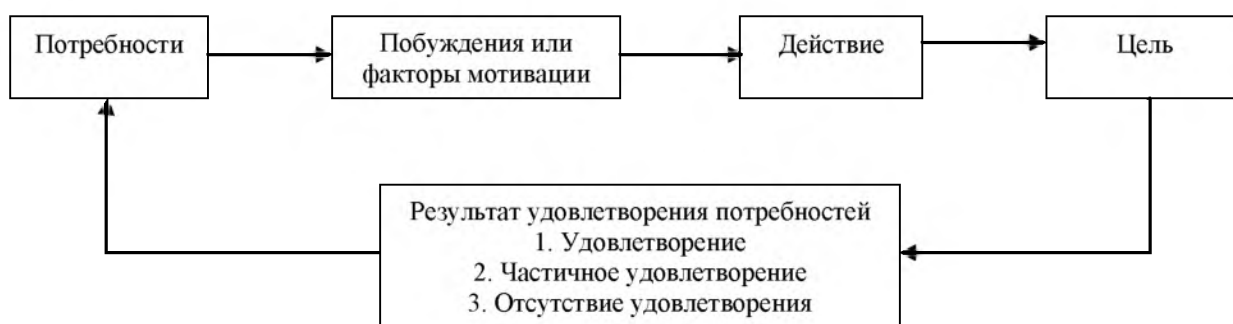 Потребности
Побуждения или
факторы мотивации
Действие
Цель
Результат удовлетворения потребностей
1. Удовлетворение
2. Частичное удовлетворение
3. Отсутствие удовлетворения